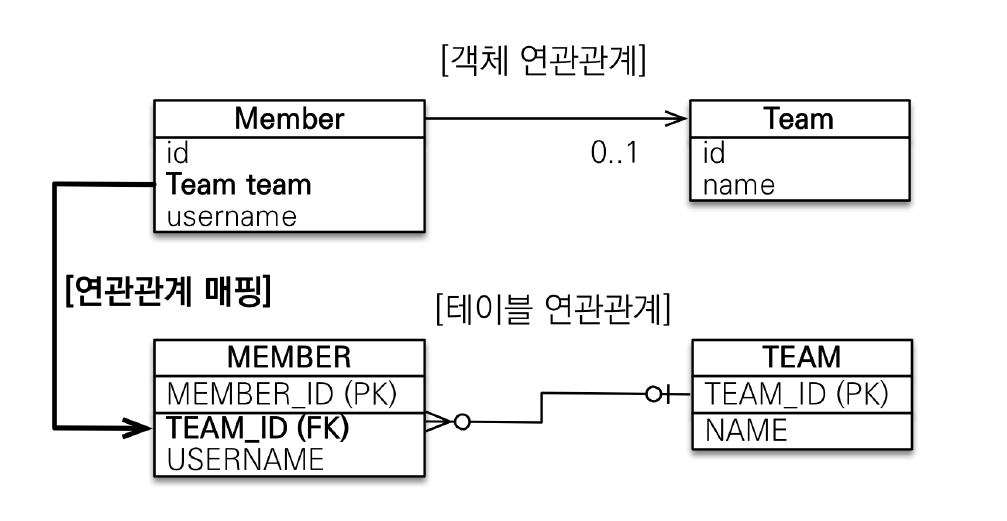 [객체 연관관계]
Member
id
Team team
username
0..1
Team
id
name
[연관관계 매핑]
[테이블 연관관계]
MEMBER
MEMBER_ID (PK)
TEAM_ID (FK)
USERNAME
TEAM
TEAM_ID (PK)
NAME